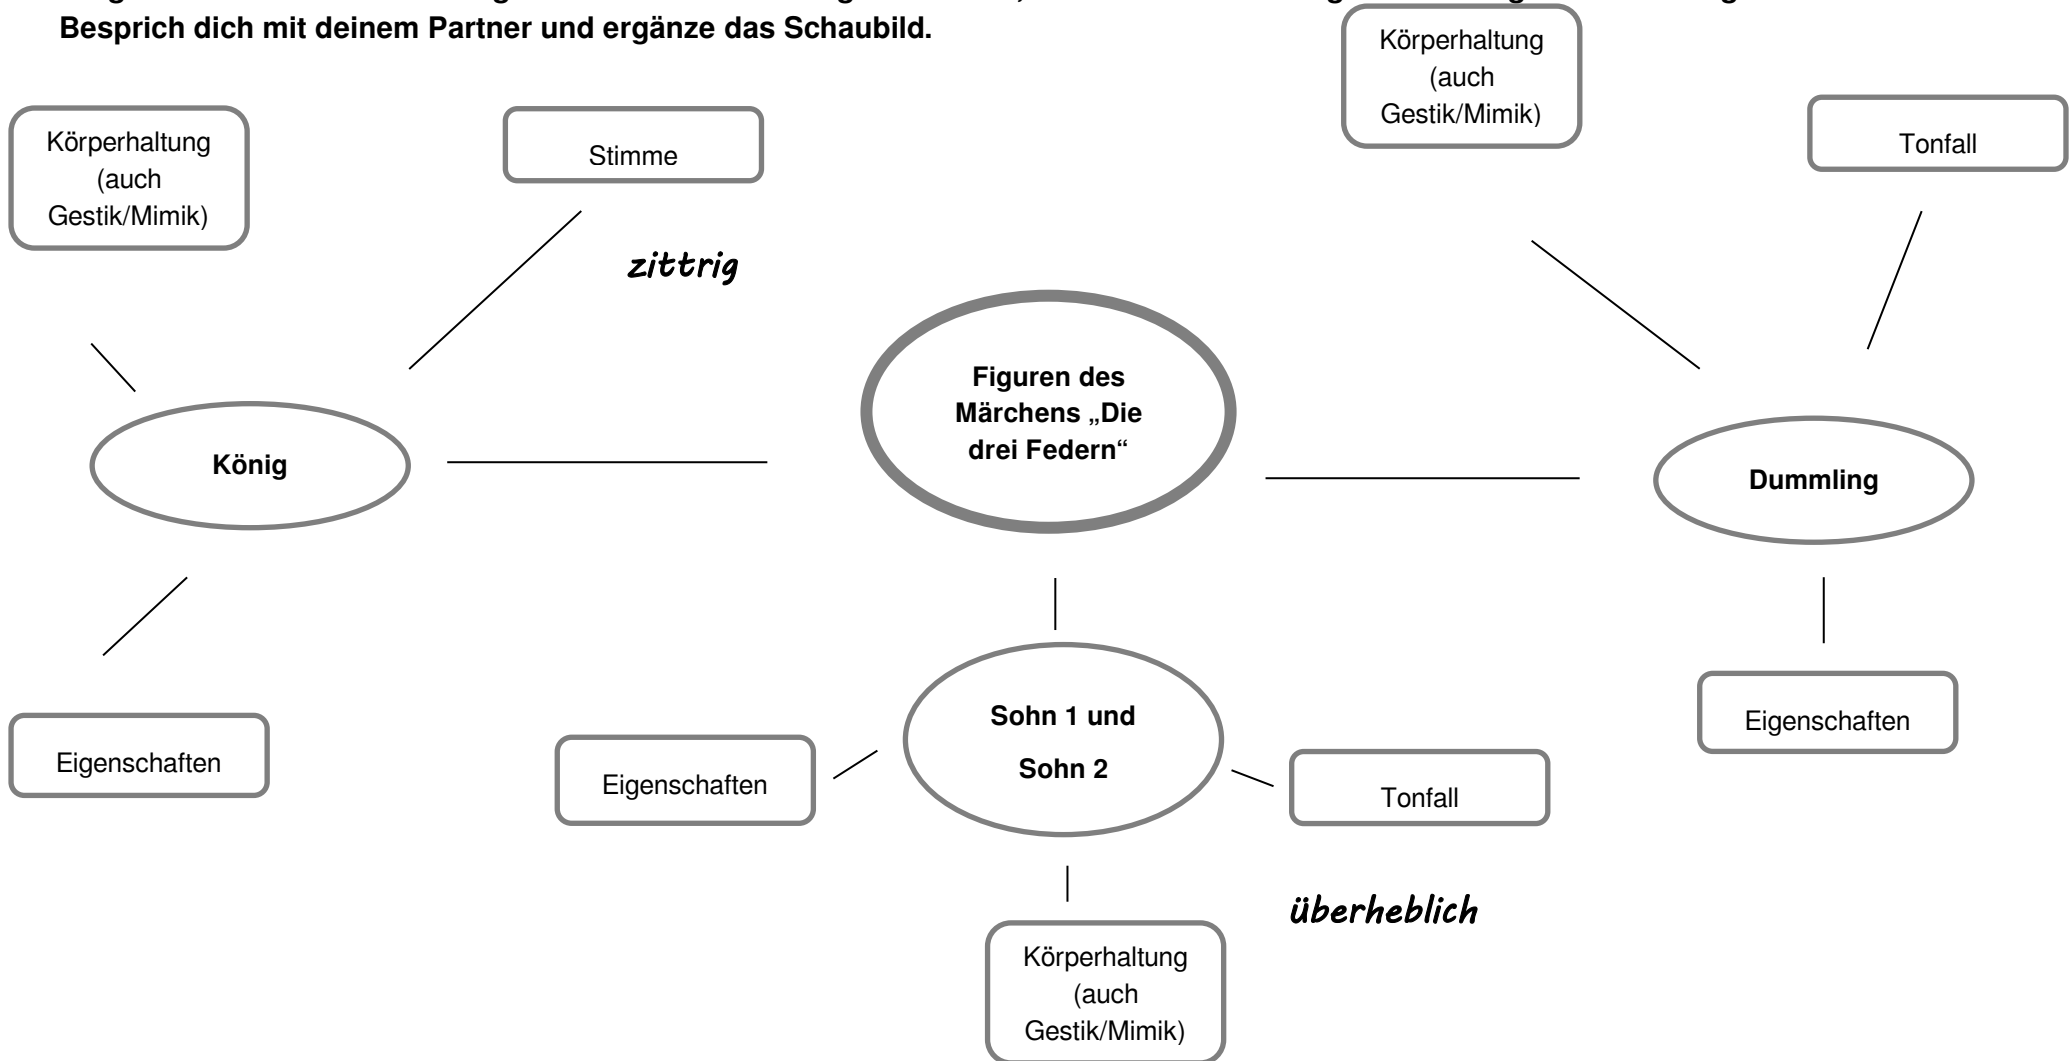 Besprich dich mit deinem Partner und ergänze das Schaubild.
Körperhaltung
(auch
Gestik/Mimik)
Stimme
zittrig
Körperhaltung
(auch
Gestik/Mimik)
Tonfall
König
Figuren des
Märchens „Die
drei Federn“
Dummling
Eigenschaften
Eigenschaften
Sohn 1 und
Sohn 2
Tonfall
überheblich
Eigenschaften
Körperhaltung
(auch
Gestik/Mimik)